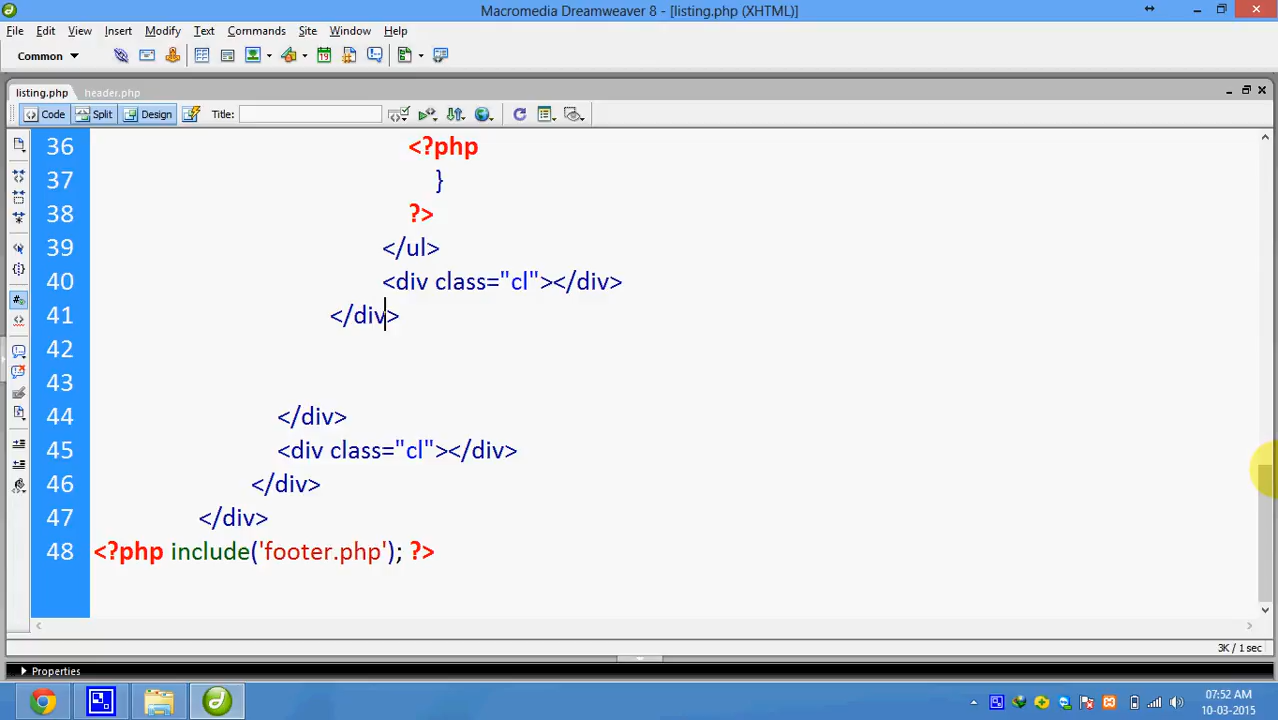 Macromedia Dreamweaver 8 - [listing.php (XHTML)]
File Edit View Insert Modify Text Commands Site Window Help
Common
listing.php header.php
Code Split Design Title:
36 <?php
37 }
38 ?>
39 </ul>
40 <div class="cl"></div>
41 </div>
42
43
44 </div>
45 <div class="cl"></div>
46 </div>
47 </div>
48 <?php include('footer.php'); ?>
3K / 1 sec
Properties
07:52 AM
10-03-2015